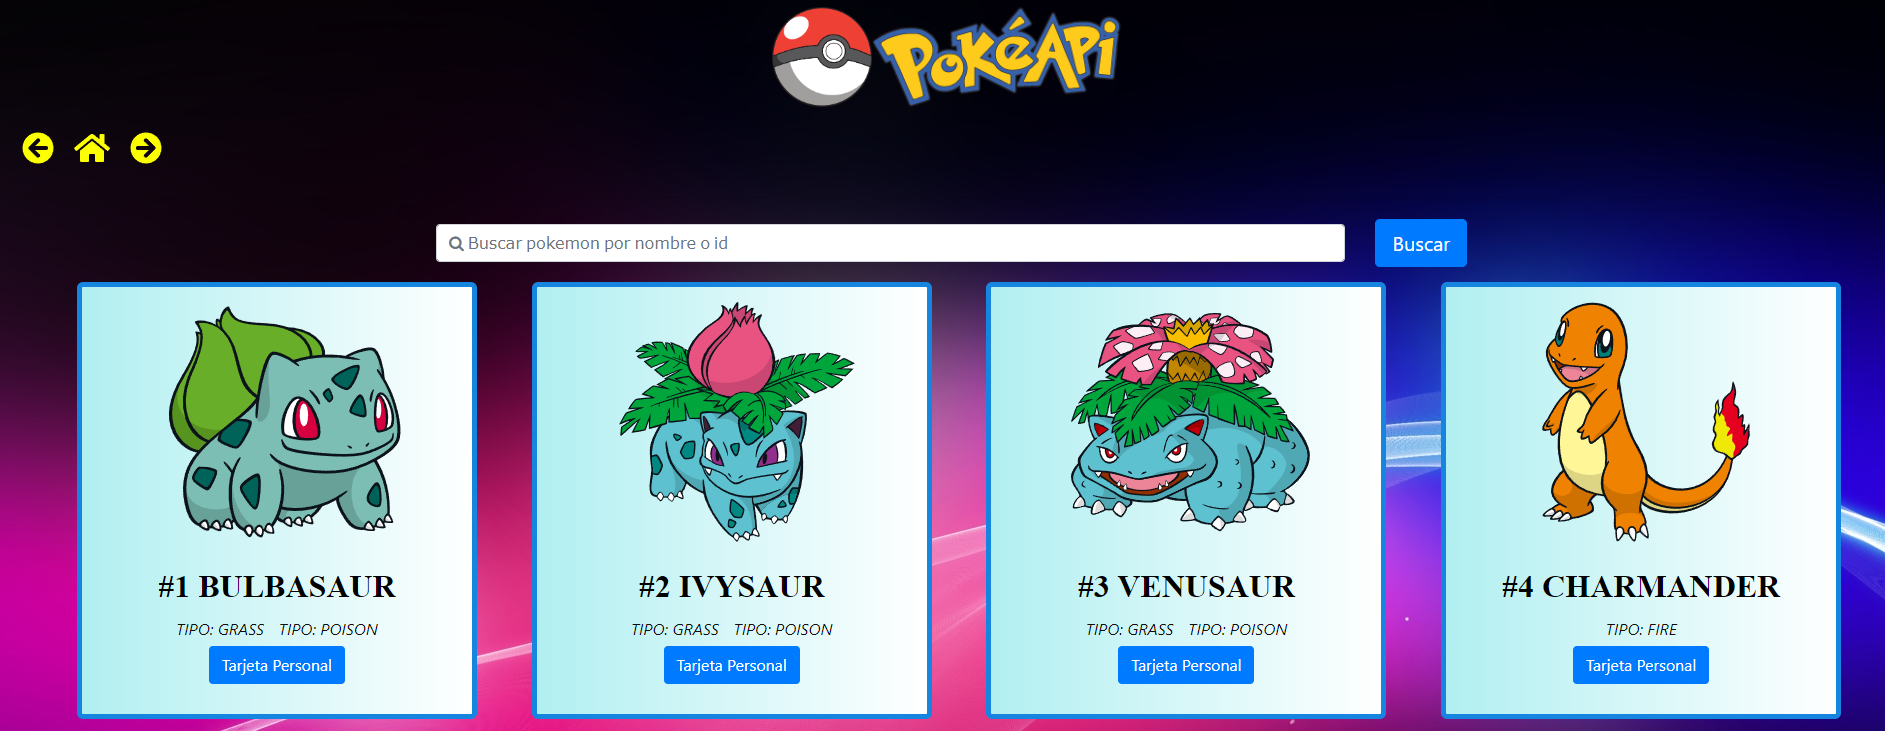 PokéApi
Buscar pokemon por nombre o id
Buscar
#1 BULBASAUR
TIPO: GRASS TIPO: POISON
Tarjeta Personal
#2 IVYSAUR
TIPO: GRASS TIPO: POISON
Tarjeta Personal
#3 VENUSAUR
TIPO: GRASS TIPO: POISON
Tarjeta Personal
#4 CHARMANDER
TIPO: FIRE
Tarjeta Personal